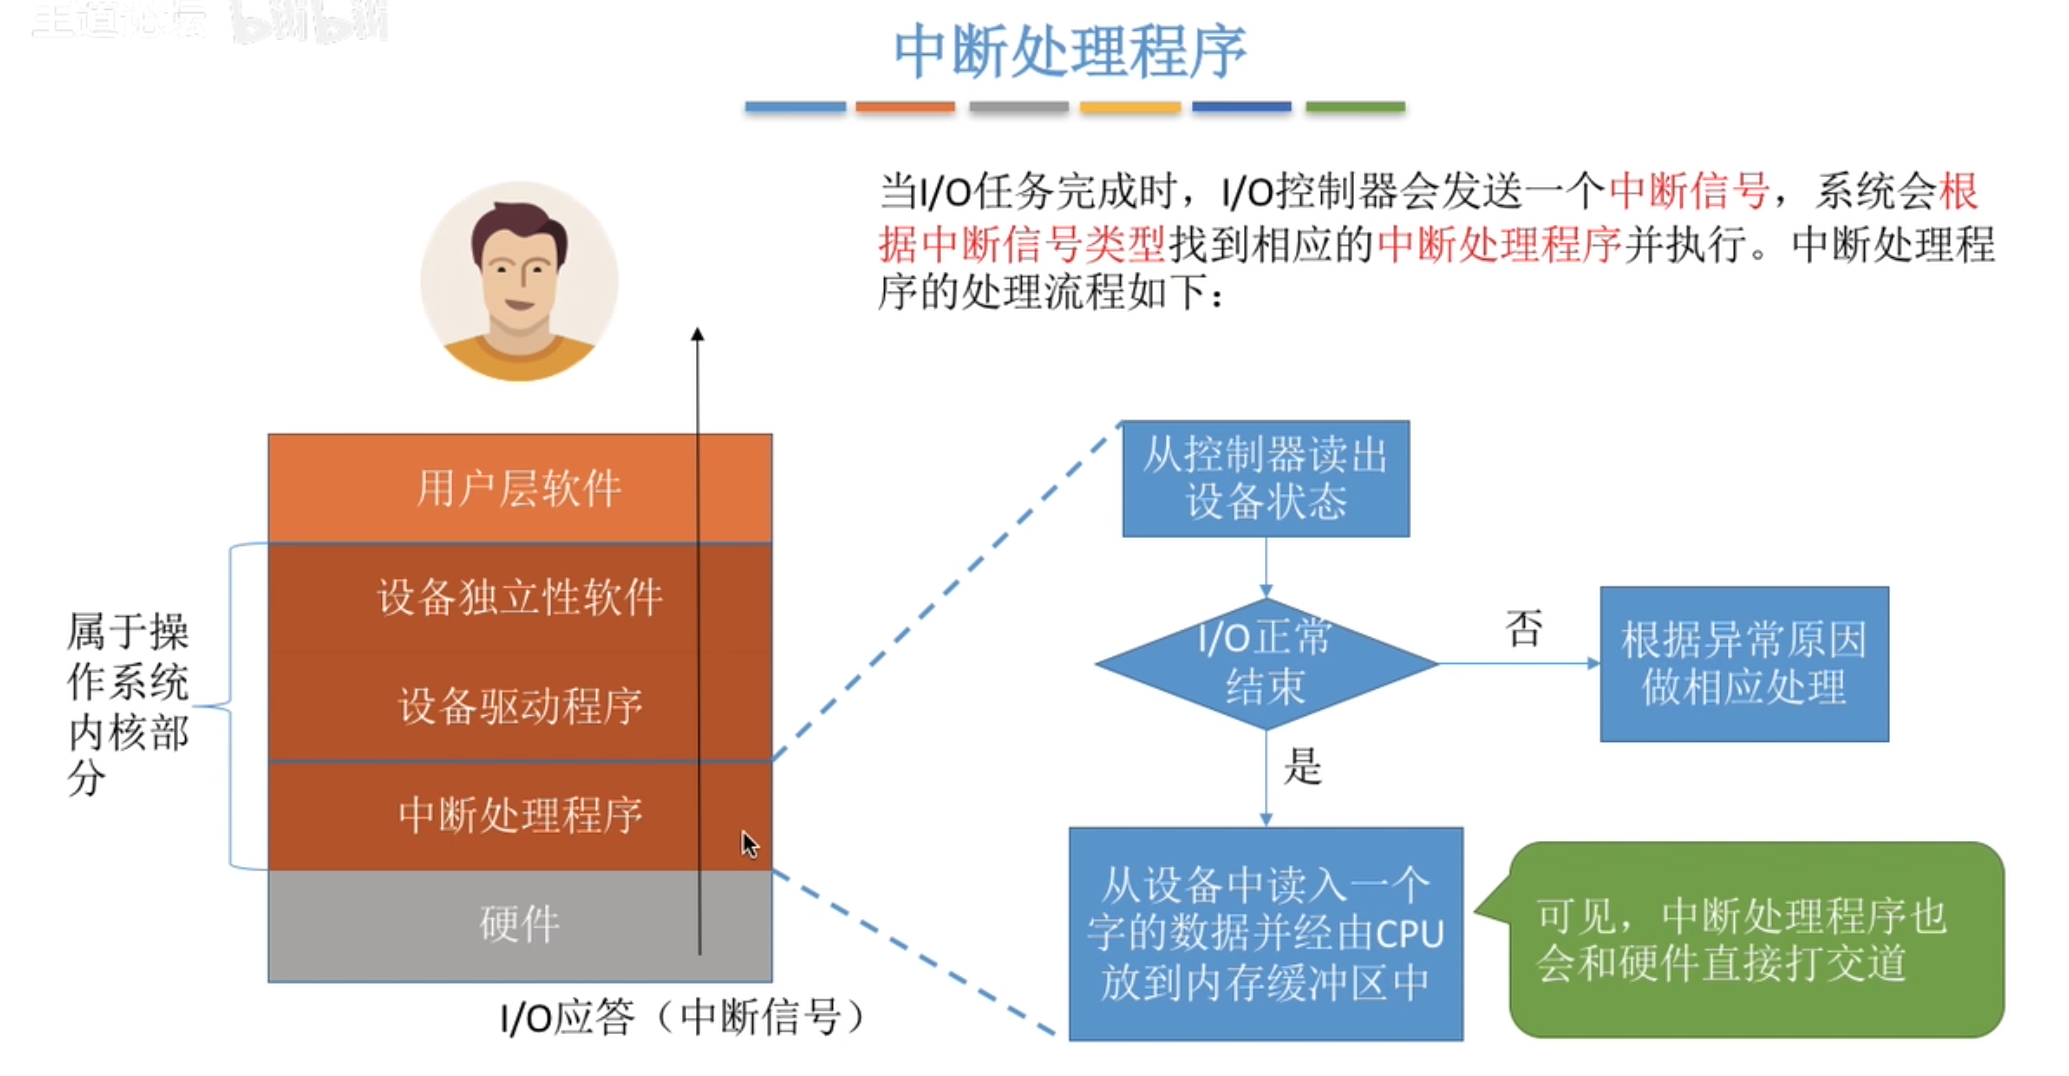 王道论坛 bilibili
中断处理程序
当I/O任务完成时，I/O控制器会发送一个中断信号，系统会根
据中断信号类型找到相应的中断处理程序并执行。中断处理程
序的处理流程如下：
用户层软件
设备独立性软件
设备驱动程序
中断处理程序
硬件
属于操
作系统
内核部
分
I/O应答（中断信号）
从控制器读出
设备状态
I/O正常
结束
否
根据异常原因
做相应处理
是
从设备中读入一个
字的数据并经由CPU
放到内存缓冲区中
可见，中断处理程序也
会和硬件直接打交道